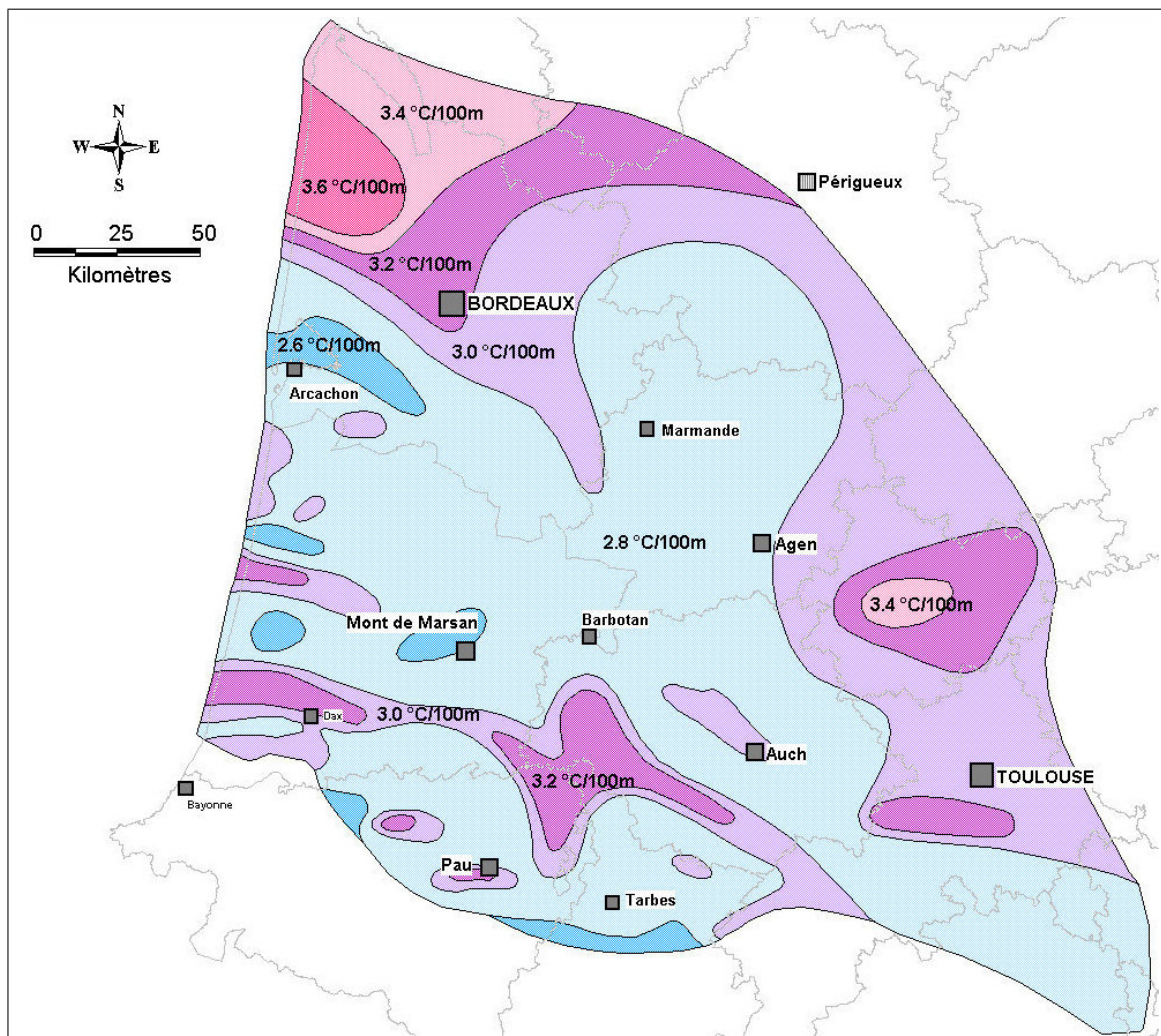 3.4 °C/100m
N
W E
S
3.6 °C/100m
Périgueux
0 25 50
Kilomètres
3.2 °C/100m
BORDEAUX
2.6 °C/100m
3.0 °C/100m
Arcachon
Marmande
2.8 °C/100m
Agen
3.4 °C/100m
Mont de Marsan
Barbotan
Dax
3.0 °C/100m
Auch
3.2 °C/100m
TOULOUSE
Bayonne
Pau
Tarbes